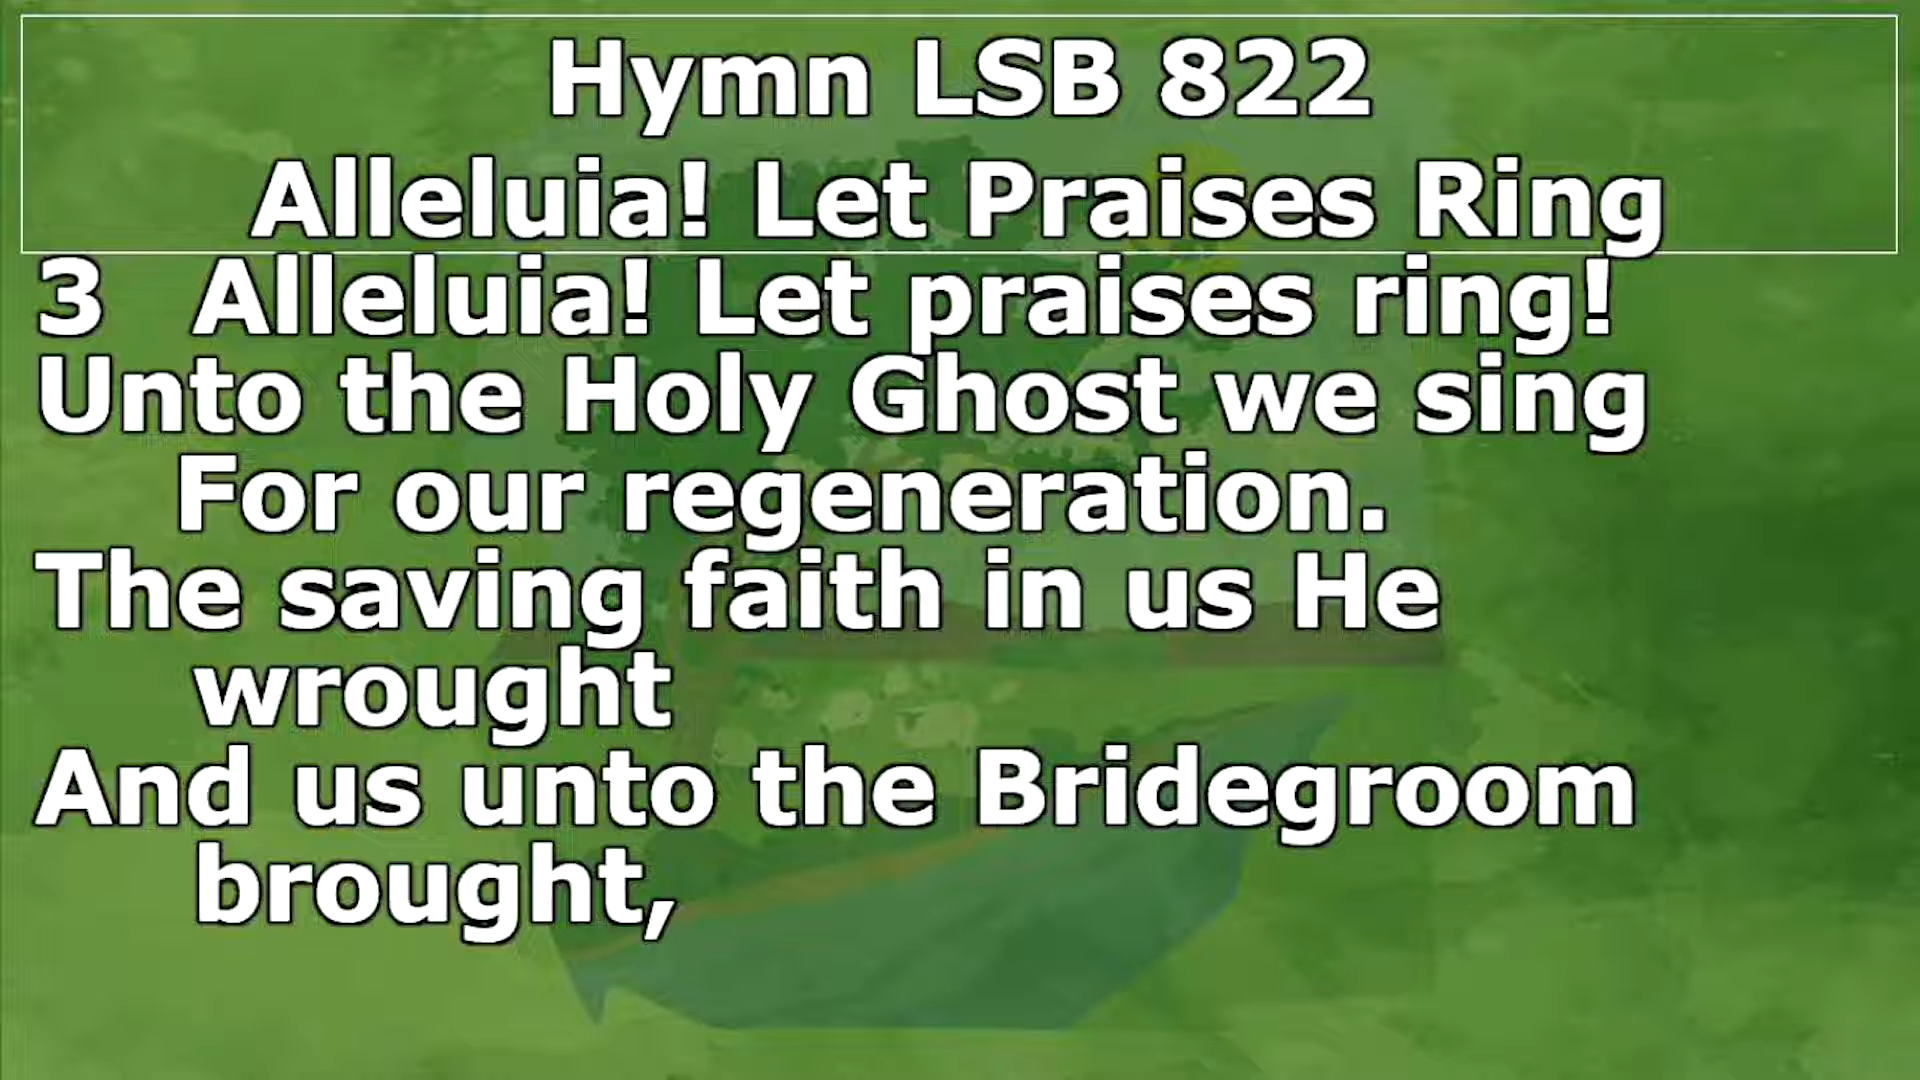 Hymn LSB 822
Alleluia! Let Praises Ring
3 Alleluia! Let praises ring!
Unto the Holy Ghost we sing
For our regeneration.
The saving faith in us He
wrought
And us unto the Bridegroom
brought,